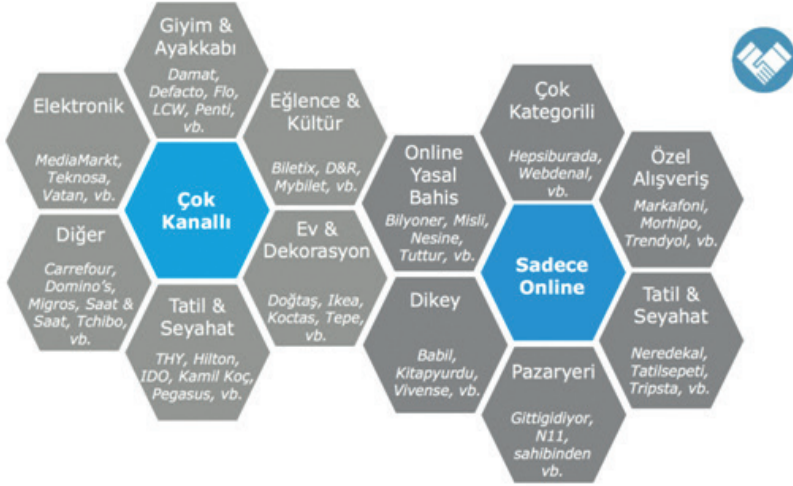 Giyim &
Ayakkabı
Damat,
Defacto, Flo,
LCW, Penti,
vb.
Elektronik
MediaMarkt,
Teknosa,
Vatan, vb.
Eğlence &
Kültür
Biletix, D&R,
Mybilet, vb.
Çok
Kanallı
Diğer
Carrefour,
Domino's,
Migros, Saat &
Saat, Tchibo,
vb.
Ev &
Dekorasyon
Doğtaş, Ikea,
Koctas, Tepe,
vb.
Tatil &
Seyahat
THY, Hilton,
IDO, Kamil Koç,
Pegasus, vb.
Çok
Kategorili
Hepsiburada,
Webdenal,
vb.
Online
Yasal
Bahis
Bilyoner, Misli,
Nesine,
Tuttur, vb.
Özel
Alışveriş
Markafoni,
Morhipo,
Trendyol, vb.
Sadece
Online
Dikey
Babil,
Kitapyurdu,
Vivense, vb.
Tatil &
Seyahat
Neredekal,
Tatilsepeti,
Tripsta, vb.
Pazaryeri
Gittigidiyor,
N11,
sahibinden
vb.